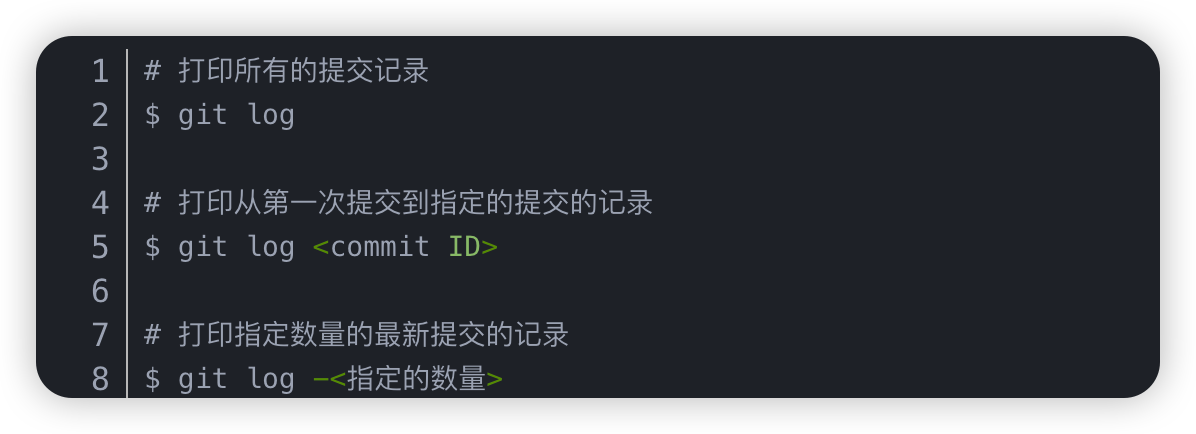 1 # 打印所有的提交记录
2 $ git log
3
4 # 打印从第一次提交到指定的提交的记录
5 $ git log <commit ID>
6
7 # 打印指定数量的最新提交的记录
8 $ git log -<指定的数量>